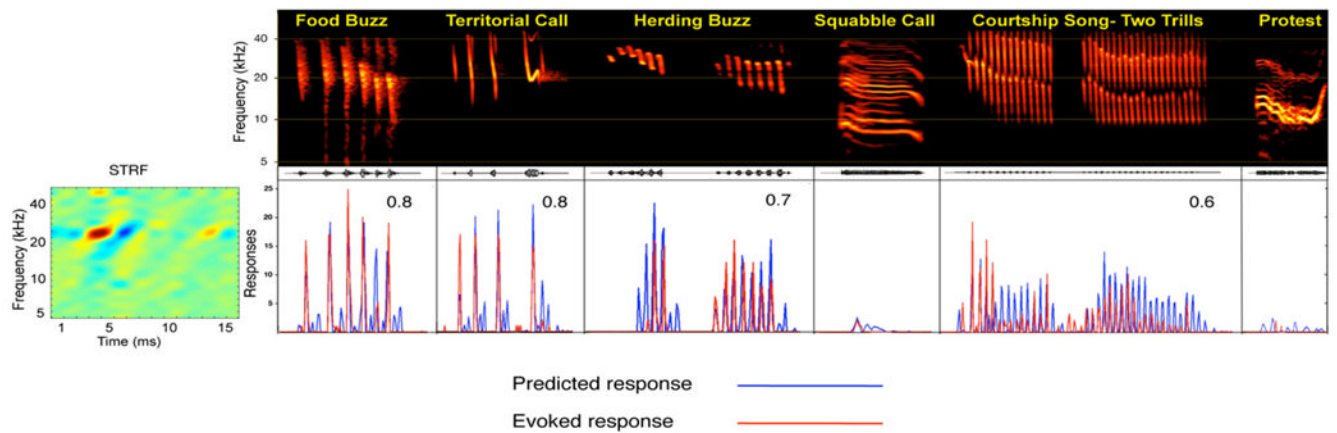 Food Buzz Territorial Call Herding Buzz Squabble Call Courtship Song- Two Trills Protest
Frequency (kHz)
40
20
10
5
STRF
Frequency (kHz)
40
20
10
5
1 5 10 15
Time (ms)
Responses
25
20
15
10
5
0.8 0.8 0.7 0.6
Predicted response
Evoked response